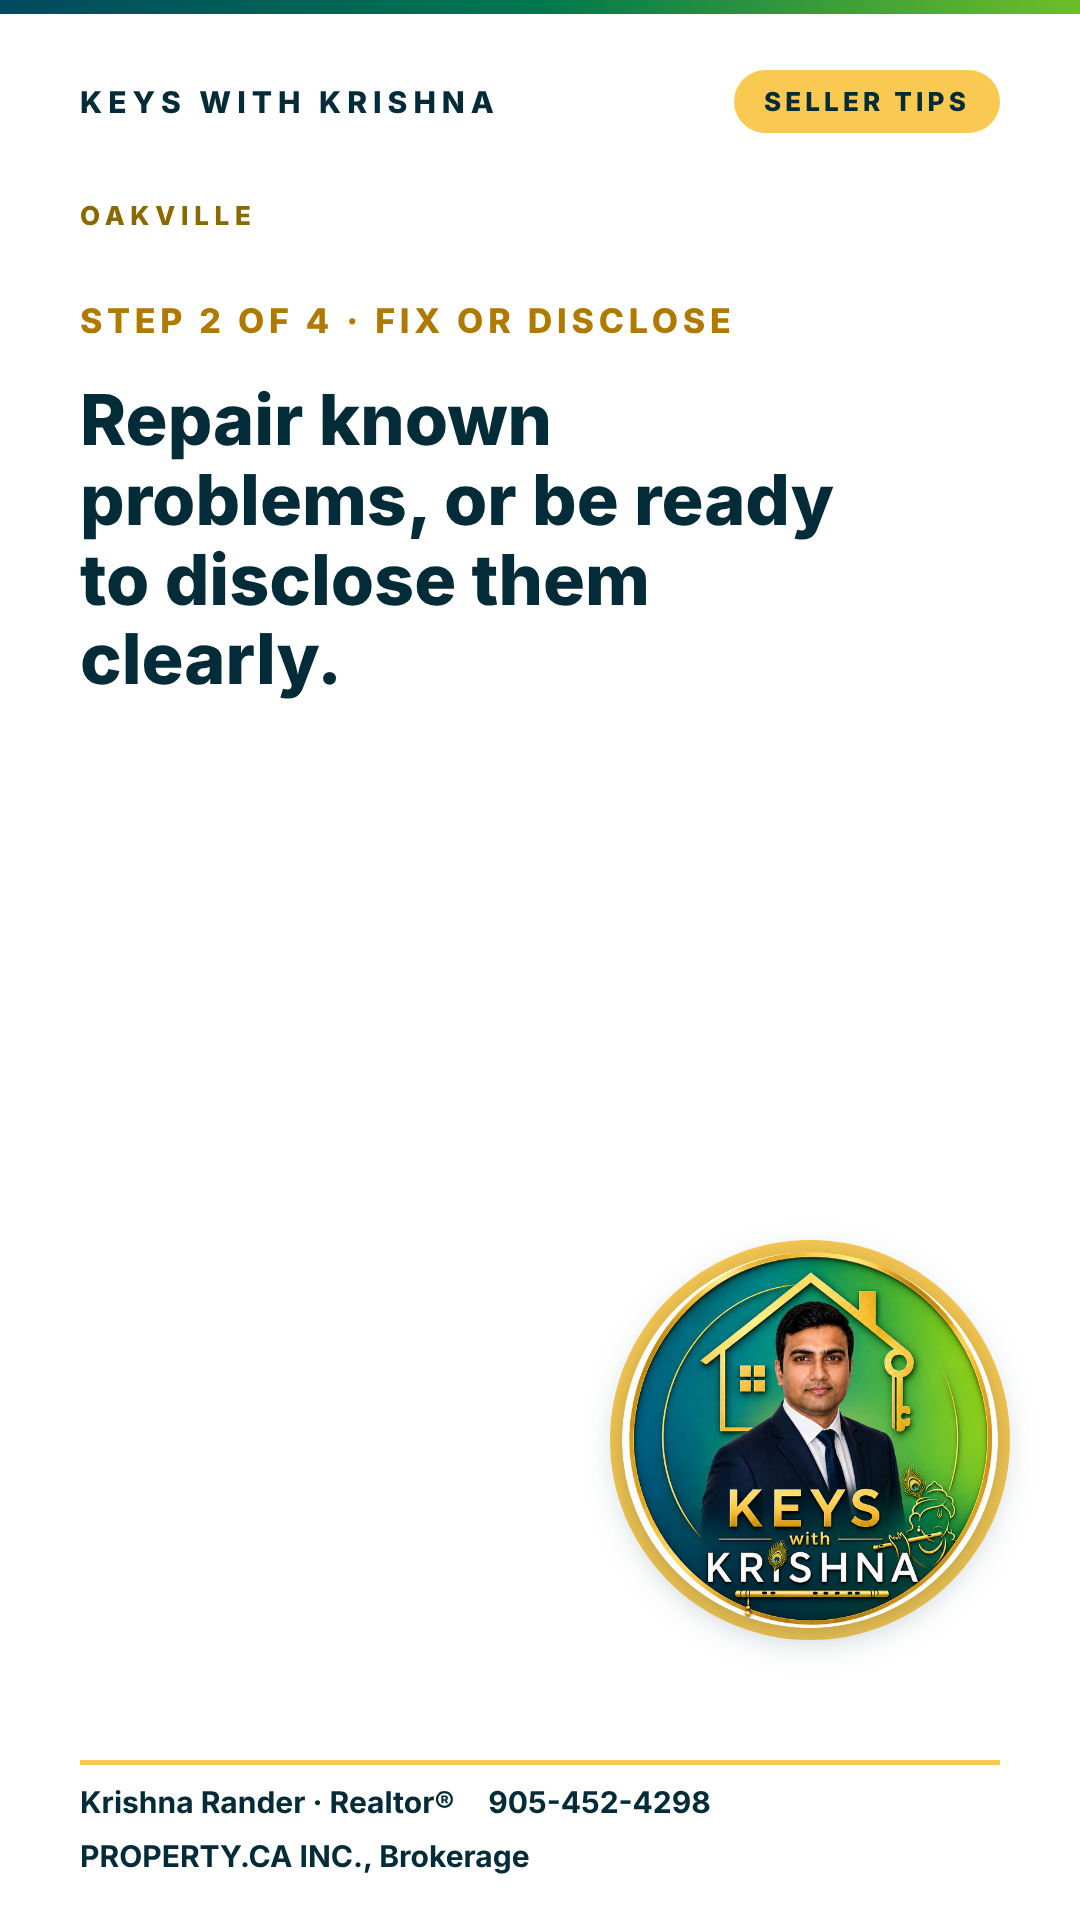 KEYS WITH KRISHNA
SELLER TIPS
OAKVILLE
STEP 2 OF 4 · FIX OR DISCLOSE
Repair known
problems, or be ready
to disclose them
clearly.
KEYS
with
KRISHNA
Krishna Rander · Realtor® 905-452-4298
PROPERTY.CA INC., Brokerage